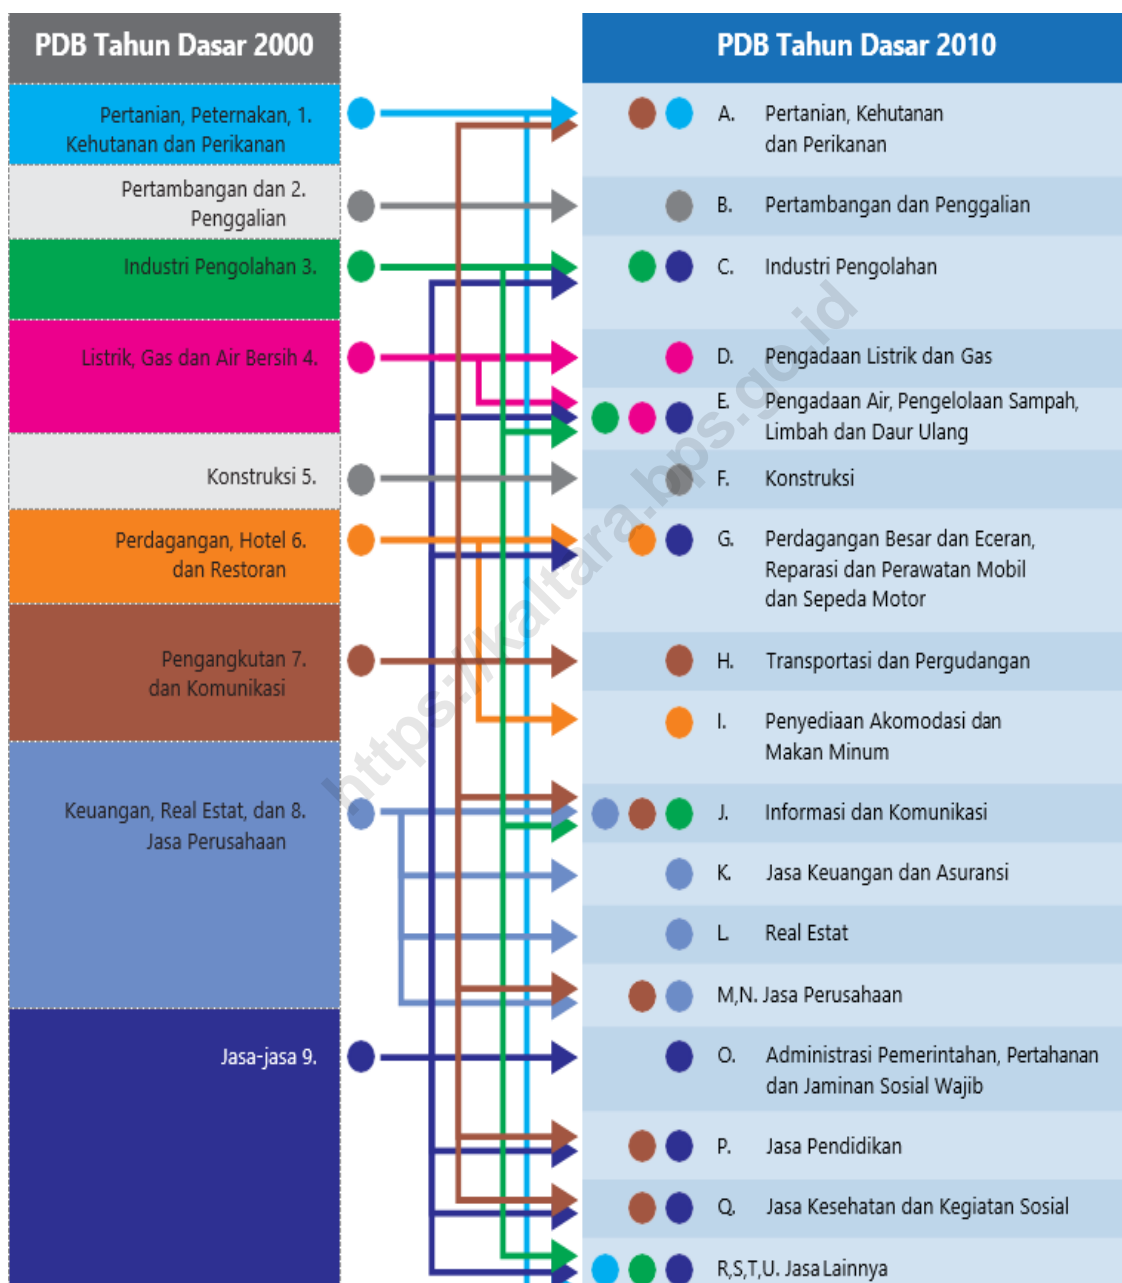 PDB Tahun Dasar 2000
Pertanian, Peternakan, 1.
Kehutanan dan Perikanan
Pertambangan dan 2.
Penggalian
Industri Pengolahan 3.
Listrik, Gas dan Air Bersih 4.
Konstruksi 5.
Perdagangan, Hotel 6.
dan Restoran
Pengangkutan 7.
dan Komunikasi
Keuangan, Real Estat, dan 8.
Jasa Perusahaan
Jasa-jasa 9.
PDB Tahun Dasar 2010
A. Pertanian, Kehutanan
dan Perikanan
B. Pertambangan dan Penggalian
C. Industri Pengolahan
D. Pengadaan Listrik dan Gas
E. Pengadaan Air, Pengelolaan Sampah,
Limbah dan Daur Ulang
F. Konstruksi
G. Perdagangan Besar dan Eceran,
Reparasi dan Perawatan Mobil
dan Sepeda Motor
H. Transportasi dan Pergudangan
I. Penyediaan Akomodasi dan
Makan Minum
J. Informasi dan Komunikasi
K. Jasa Keuangan dan Asuransi
L. Real Estat
M,N. Jasa Perusahaan
O. Administrasi Pemerintahan, Pertahanan
dan Jaminan Sosial Wajib
P. Jasa Pendidikan
Q. Jasa Kesehatan dan Kegiatan Sosial
R,S,T,U. Jasa Lainnya
https://kaltara.bps.go.id